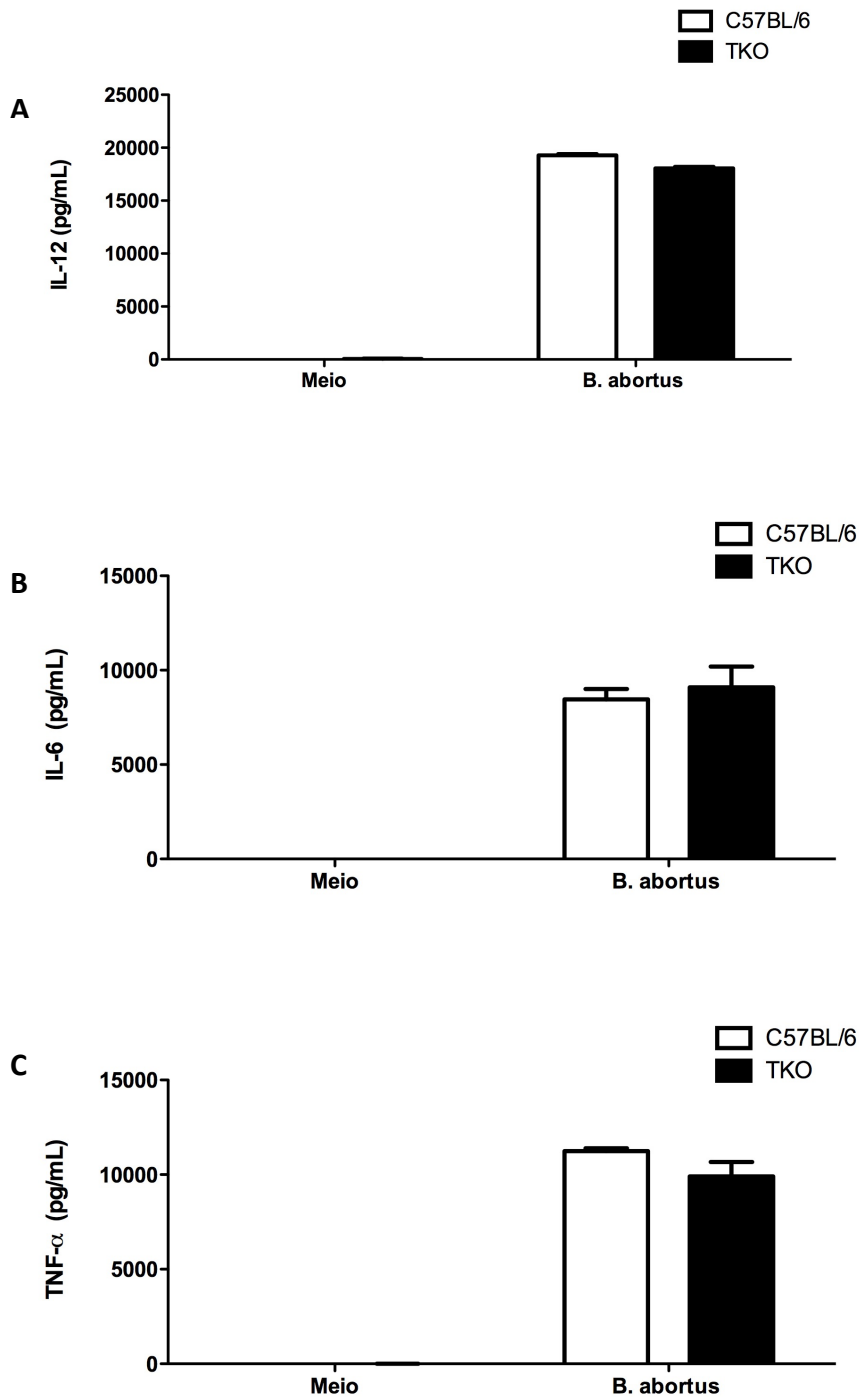 C57BL/6
TKO
A
IL-12 (pg/mL)
25000
20000
15000
10000
5000
0
Meio B. abortus
C57BL/6
TKO
B
IL-6 (pg/mL)
15000
10000
5000
0
Meio B. abortus
C57BL/6
TKO
C
TNF-α (pg/mL)
15000
10000
5000
0
Meio B. abortus